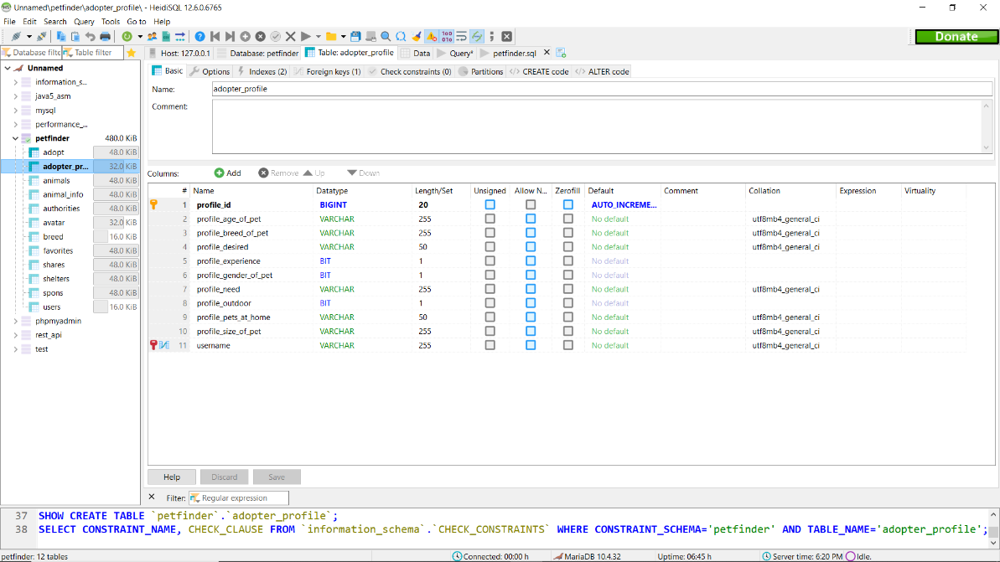 Unnamed\petfinder\adopter_profile\ - HeidiSQL 12.6.0.6765
File Edit Search Query Tools Go to Help
Donate
Database filte Table filter Host: 127.0.0.1 Database: petfinder Table: adopter_profile Data Query* petfinder.sql
Unnamed
information_s...
java5_asm
mysql
performance_...
petfinder 480.0 KiB
adopt 48.0 KiB
adopter_pr... 32.0 KiB
animals 48.0 KiB
animal_info 48.0 KiB
authorities 48.0 KiB
avatar 32.0 KiB
breed 16.0 KiB
favorites 48.0 KiB
shares 48.0 KiB
shelters 48.0 KiB
spons 48.0 KiB
users 16.0 KiB
phpmyadmin
rest_api
test
Basic Options Indexes (2) Foreign keys (1) Check constraints (0) Partitions CREATE code ALTER code
Name: adopter_profile
Comment:
Columns: Add Remove Up Down
# Name Datatype Length/Set Unsigned Allow N... Zerofill Default Comment Collation Expression Virtuality
1 profile_id BIGINT 20 AUTO_INCREME...
2 profile_age_of_pet VARCHAR 255 No default utf8mb4_general_ci
3 profile_breed_of_pet VARCHAR 255 No default utf8mb4_general_ci
4 profile_desired VARCHAR 50 No default utf8mb4_general_ci
5 profile_experience BIT 1 No default
6 profile_gender_of_pet BIT 1 No default
7 profile_need VARCHAR 255 No default utf8mb4_general_ci
8 profile_outdoor BIT 1 No default
9 profile_pets_at_home VARCHAR 50 No default utf8mb4_general_ci
10 profile_size_of_pet VARCHAR 255 No default utf8mb4_general_ci
11 username VARCHAR 255 No default utf8mb4_general_ci
Help Discard Save
Filter: Regular expression
37 SHOW CREATE TABLE `petfinder`.`adopter_profile`;
38 SELECT CONSTRAINT_NAME, CHECK_CLAUSE FROM `information_schema`.`CHECK_CONSTRAINTS` WHERE CONSTRAINT_SCHEMA='petfinder' AND TABLE_NAME='adopter_profile';
petfinder: 12 tables Connected: 00:00 h MariaDB 10.4.32 Uptime: 06:45 h Server time: 6:20 PM Idle.